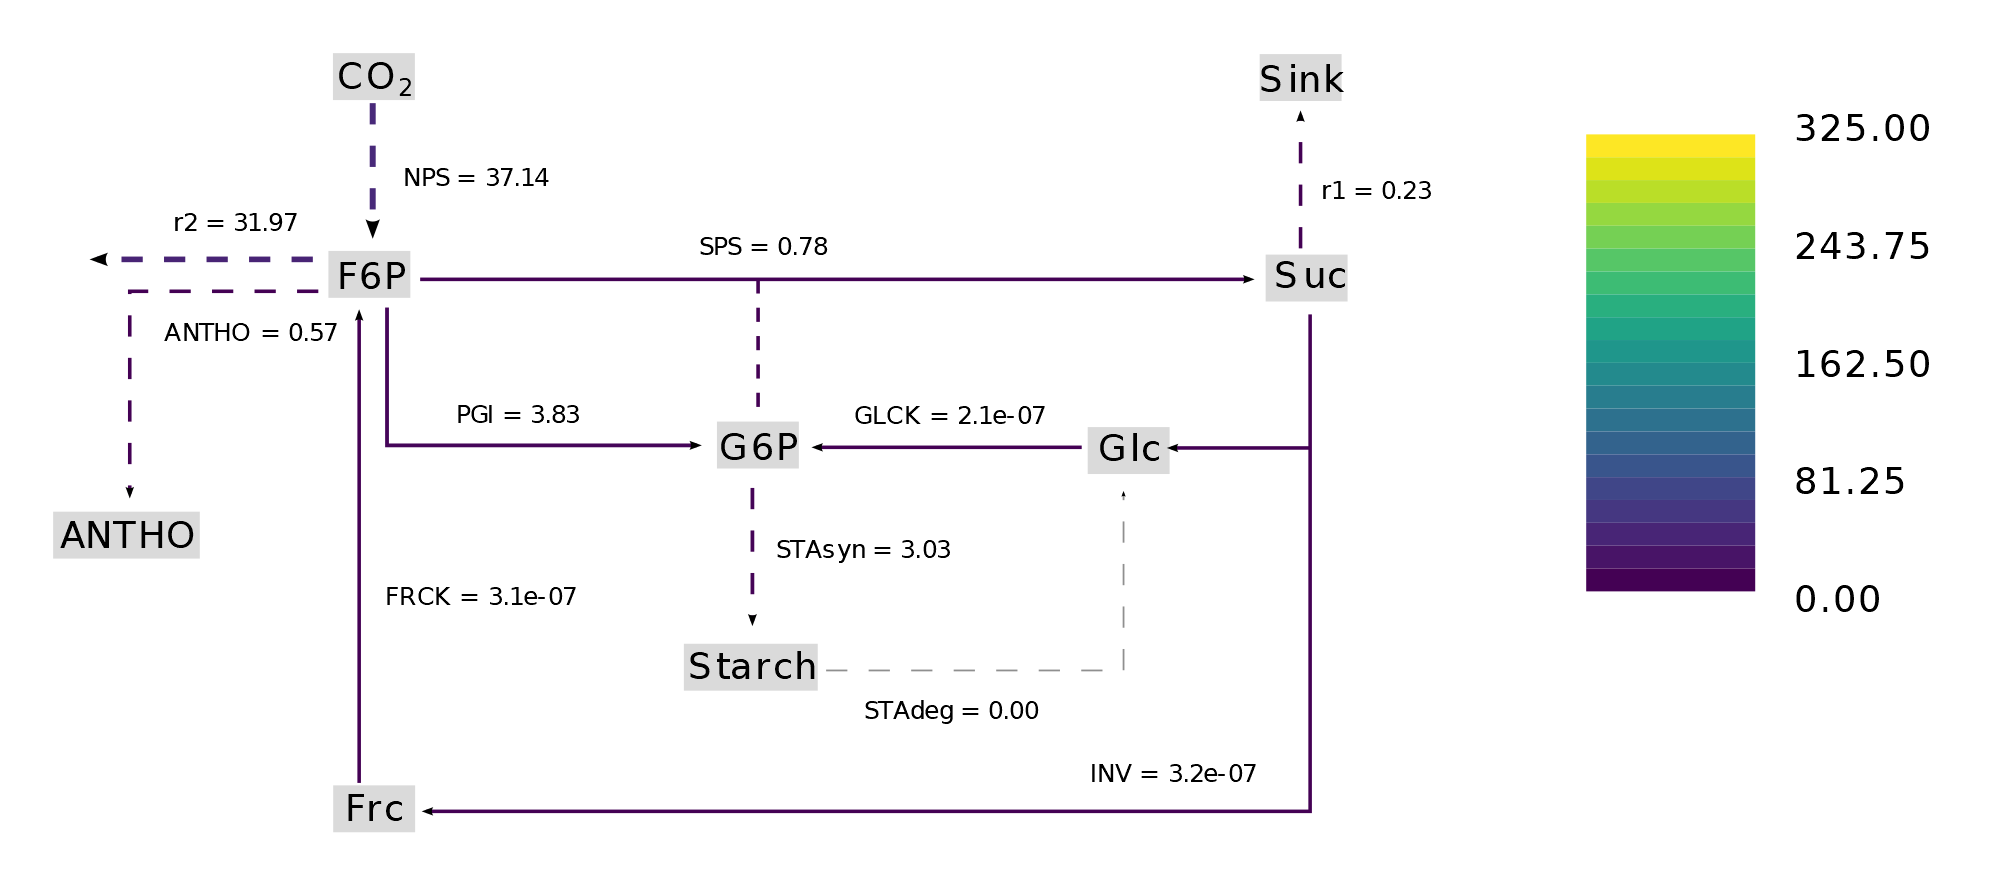 CO₂
Sink
325.00
NPS = 37.14
r1 = 0.23
r2 = 31.97
SPS = 0.78
243.75
F6P
Suc
ANTHO = 0.57
162.50
PGI = 3.83
GLCK = 2.1e-07
G6P
Glc
81.25
ANTHO
STAsyn = 3.03
FRCK = 3.1e-07
0.00
Starch
STAdeg = 0.00
INV = 3.2e-07
Frc